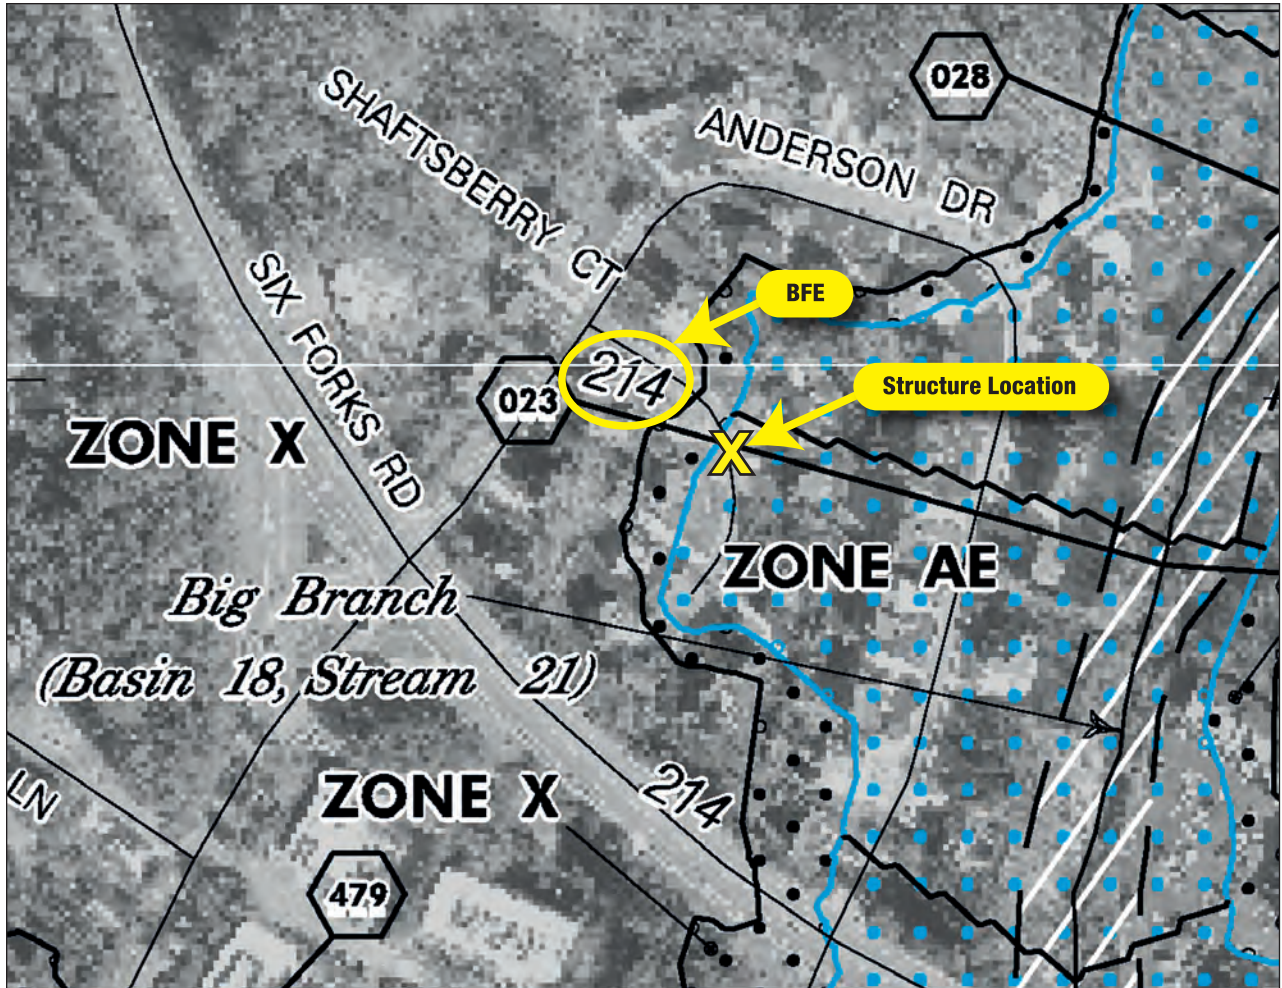 028
SHAFTSBERRY CT
ANDERSON DR
SIX FORKS RD
BFE
214
023
Structure Location
ZONE X
X
ZONE AE
Big Branch
(Basin 18, Stream 21)
LN
ZONE X
214
479